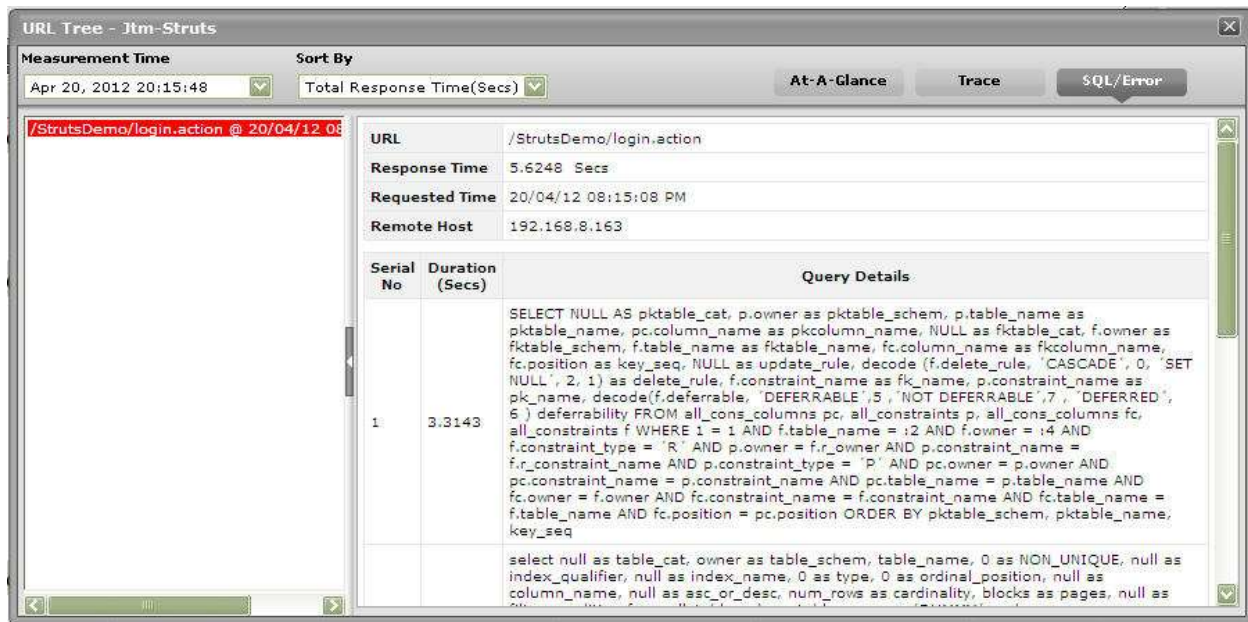 URL Tree - Jtm-Struts
Measurement Time
Sort By
Apr 20, 2012 20:15:48
Total Response Time(Secs)
At-A-Glance
Trace
SQL/Error
/StrutsDemo/login.action @ 20/04/12 08
URL
/StrutsDemo/login.action
Response Time
5.6248 Secs
Requested Time
20/04/12 08:15:08 PM
Remote Host
192.168.8.163
Serial No
Duration (Secs)
Query Details
1
3.3143
SELECT NULL AS pktable_cat, p.owner as pktable_schem, p.table_name as
pktable_name, pc.column_name as pkcolumn_name, NULL as fktable_cat, f.owner as
fktable_schem, f.table_name as fktable_name, fc.column_name as fkcolumn_name,
fc.position as key_seq, NULL as update_rule, decode (f.delete_rule, ´CASCADE´, 0, ´SET
NULL´, 2, 1) as delete_rule, f.constraint_name as fk_name, p.constraint_name as
pk_name, decode(f.deferrable, ´DEFERRABLE´,5 ,´NOT DEFERRABLE´,7 , ´DEFERRED´,
6 ) deferrability FROM all_cons_columns pc, all_constraints p, all_cons_columns fc,
all_constraints f WHERE 1 = 1 AND f.table_name = :2 AND f.owner = :4 AND
f.constraint_type = ´R´ AND p.owner = f.r_owner AND p.constraint_name =
f.r_constraint_name AND p.constraint_type = ´P´ AND pc.owner = p.owner AND
pc.constraint_name = p.constraint_name AND pc.table_name = p.table_name AND
fc.owner = f.owner AND fc.constraint_name = f.constraint_name AND fc.table_name =
f.table_name AND fc.position = pc.position ORDER BY pktable_schem, pktable_name,
key_seq
select null as table_cat, owner as table_schem, table_name, 0 as NON_UNIQUE, null as
index_qualifier, null as index_name, 0 as type, 0 as ordinal_position, null as
column_name, null as asc_or_desc, num_rows as cardinality, blocks as pages, null as